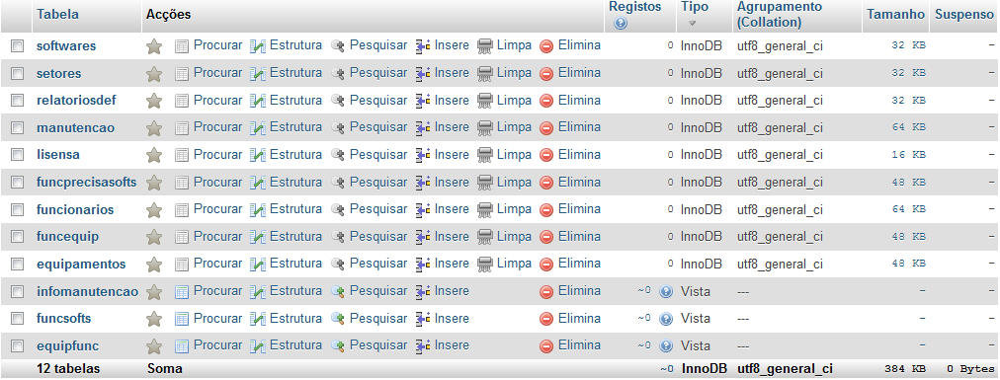 Tabela Acções Registos Tipo Agrupamento (Collation) Tamanho Suspenso
softwares Procurar Estrutura Pesquisar Insere Limpa Elimina 0 InnoDB utf8_general_ci 32 KB -
setores Procurar Estrutura Pesquisar Insere Limpa Elimina 0 InnoDB utf8_general_ci 32 KB -
relatoriosdef Procurar Estrutura Pesquisar Insere Limpa Elimina 0 InnoDB utf8_general_ci 32 KB -
manutencao Procurar Estrutura Pesquisar Insere Limpa Elimina 0 InnoDB utf8_general_ci 64 KB -
lisensa Procurar Estrutura Pesquisar Insere Limpa Elimina 0 InnoDB utf8_general_ci 16 KB -
funcprecisasofts Procurar Estrutura Pesquisar Insere Limpa Elimina 0 InnoDB utf8_general_ci 48 KB -
funcionarios Procurar Estrutura Pesquisar Insere Limpa Elimina 0 InnoDB utf8_general_ci 64 KB -
funcequip Procurar Estrutura Pesquisar Insere Limpa Elimina 0 InnoDB utf8_general_ci 48 KB -
equipamentos Procurar Estrutura Pesquisar Insere Limpa Elimina 0 InnoDB utf8_general_ci 48 KB -
infomanutencao Procurar Estrutura Pesquisar Insere Elimina ~0 Vista --- - -
funcsofts Procurar Estrutura Pesquisar Insere Elimina ~0 Vista --- - -
equipfunc Procurar Estrutura Pesquisar Insere Elimina ~0 Vista --- - -
12 tabelas Soma ~0 InnoDB utf8_general_ci 384 KB 0 Bytes